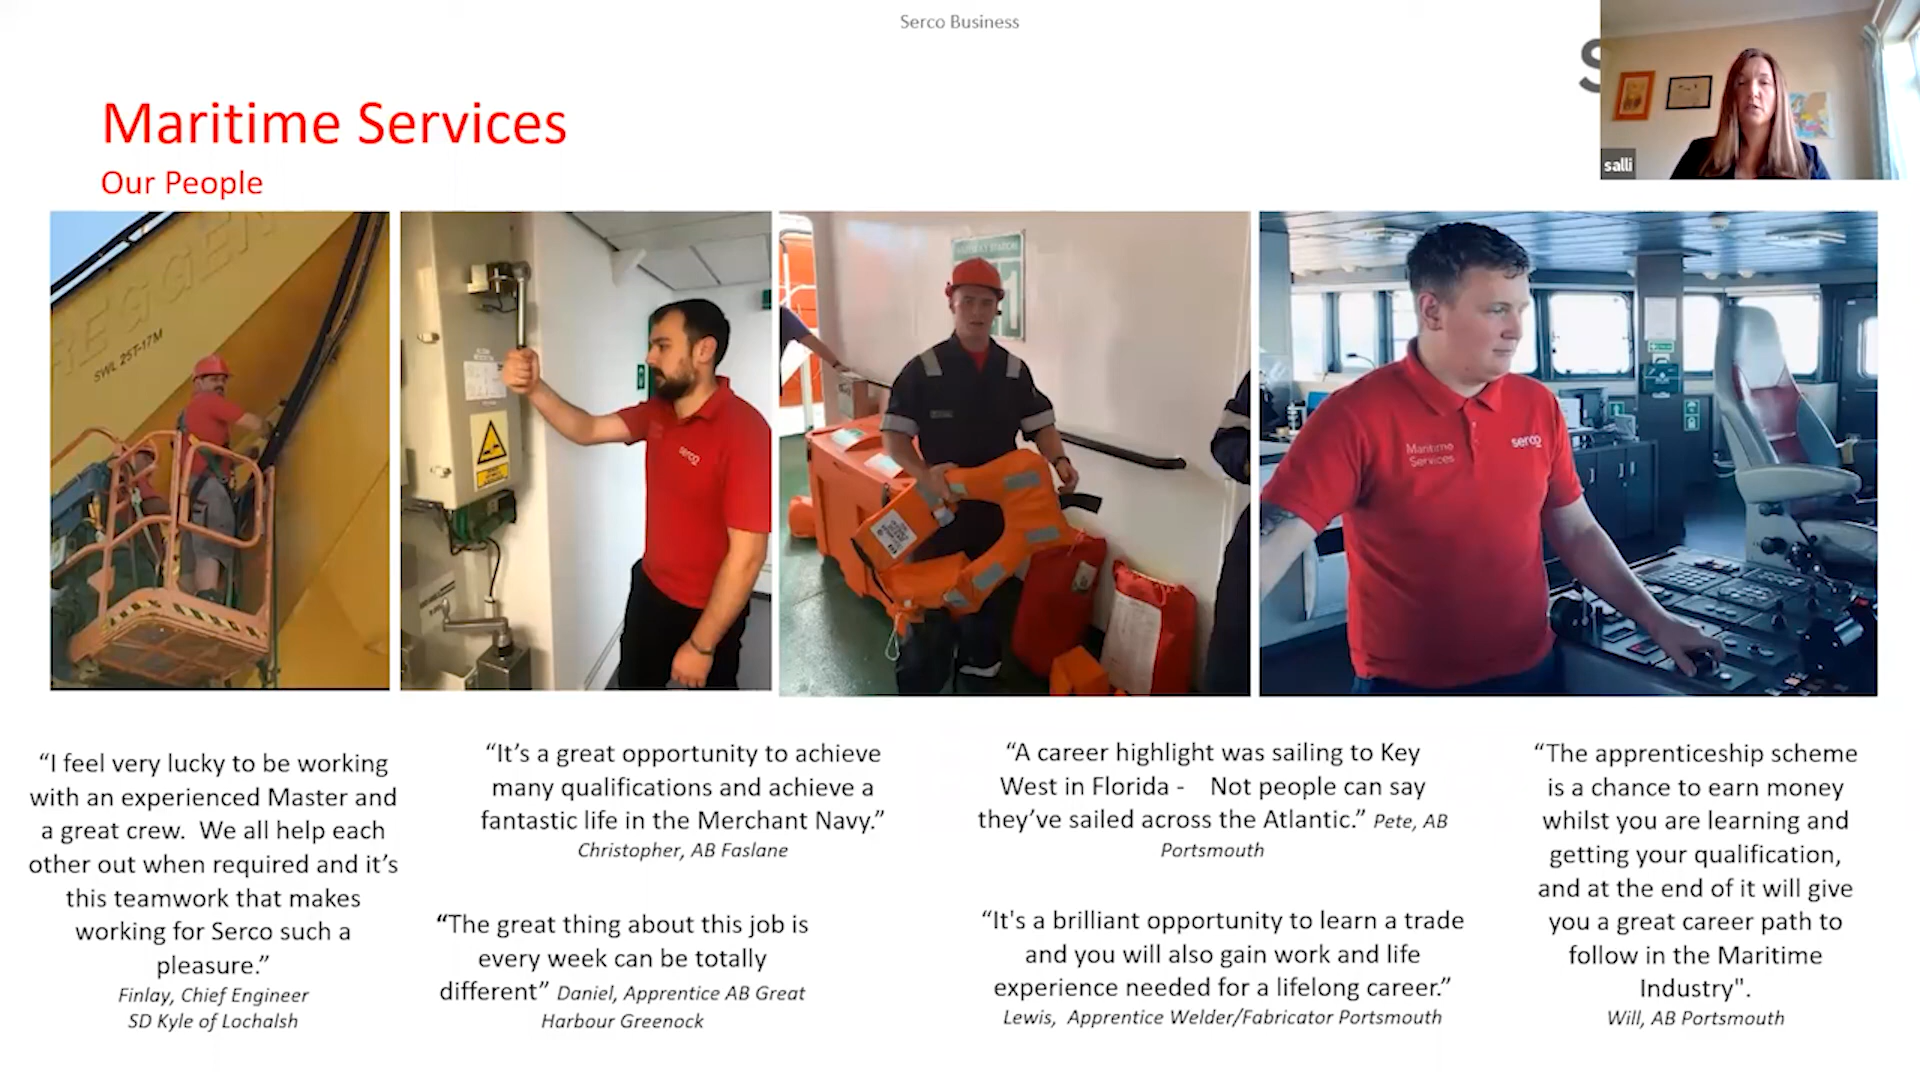 Serco Business
S
salli
Maritime Services
Our People
REGGEN
SWL 25T-17M
serco
1
Maritime
Services
serco
“I feel very lucky to be working
with an experienced Master and
a great crew.  We all help each
other out when required and it’s
this teamwork that makes
working for Serco such a
pleasure.”
Finlay, Chief Engineer
SD Kyle of Lochalsh
“It’s a great opportunity to achieve
many qualifications and achieve a
fantastic life in the Merchant Navy.”
Christopher, AB Faslane
“The great thing about this job is
every week can be totally
different” Daniel, Apprentice AB Great
Harbour Greenock
“A career highlight was sailing to Key
West in Florida -    Not people can say
they’ve sailed across the Atlantic.” Pete, AB
Portsmouth
“It's a brilliant opportunity to learn a trade
and you will also gain work and life
experience needed for a lifelong career.”
Lewis,  Apprentice Welder/Fabricator Portsmouth
“The apprenticeship scheme
is a chance to earn money
whilst you are learning and
getting your qualification,
and at the end of it will give
you a great career path to
follow in the Maritime
Industry".
Will, AB Portsmouth